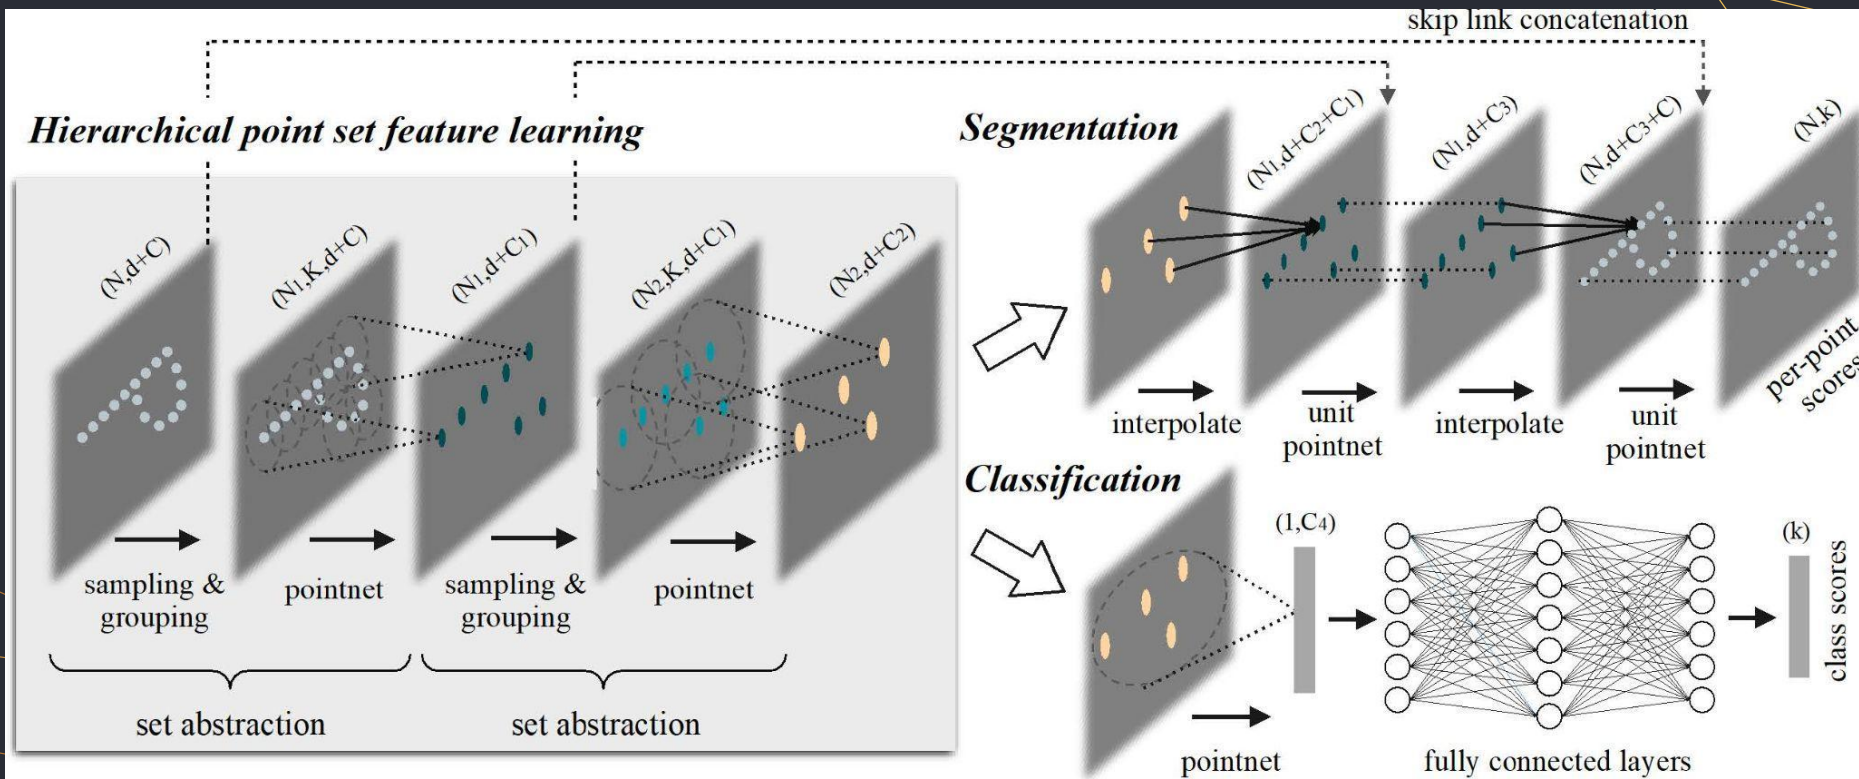 skip link concatenation
Hierarchical point set feature learning
(N,d+C)
(N1,K,d+C)
(N1,d+C1)
(N2,K,d+C1)
(N2,d+C2)
sampling &
grouping
pointnet
sampling &
grouping
pointnet
set abstraction
set abstraction
Segmentation
(N1,d+C2+C1)
(N1,d+C3)
(N,d+C3+C)
(N,k)
interpolate
unit
pointnet
interpolate
unit
pointnet
per-point
scores
Classification
(1,C4)
(k)
class scores
pointnet
fully connected layers